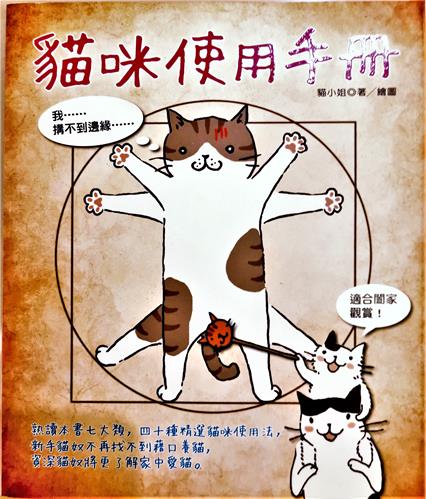 貓咪使用手冊
貓小姐◎著／繪圖
我……
搆不到邊緣……
適合闔家
觀賞！
熟讀本書七大類，四十種精選貓咪使用法，
新手貓奴不再找不到藉口養貓，
資深貓奴將更了解家中愛貓。